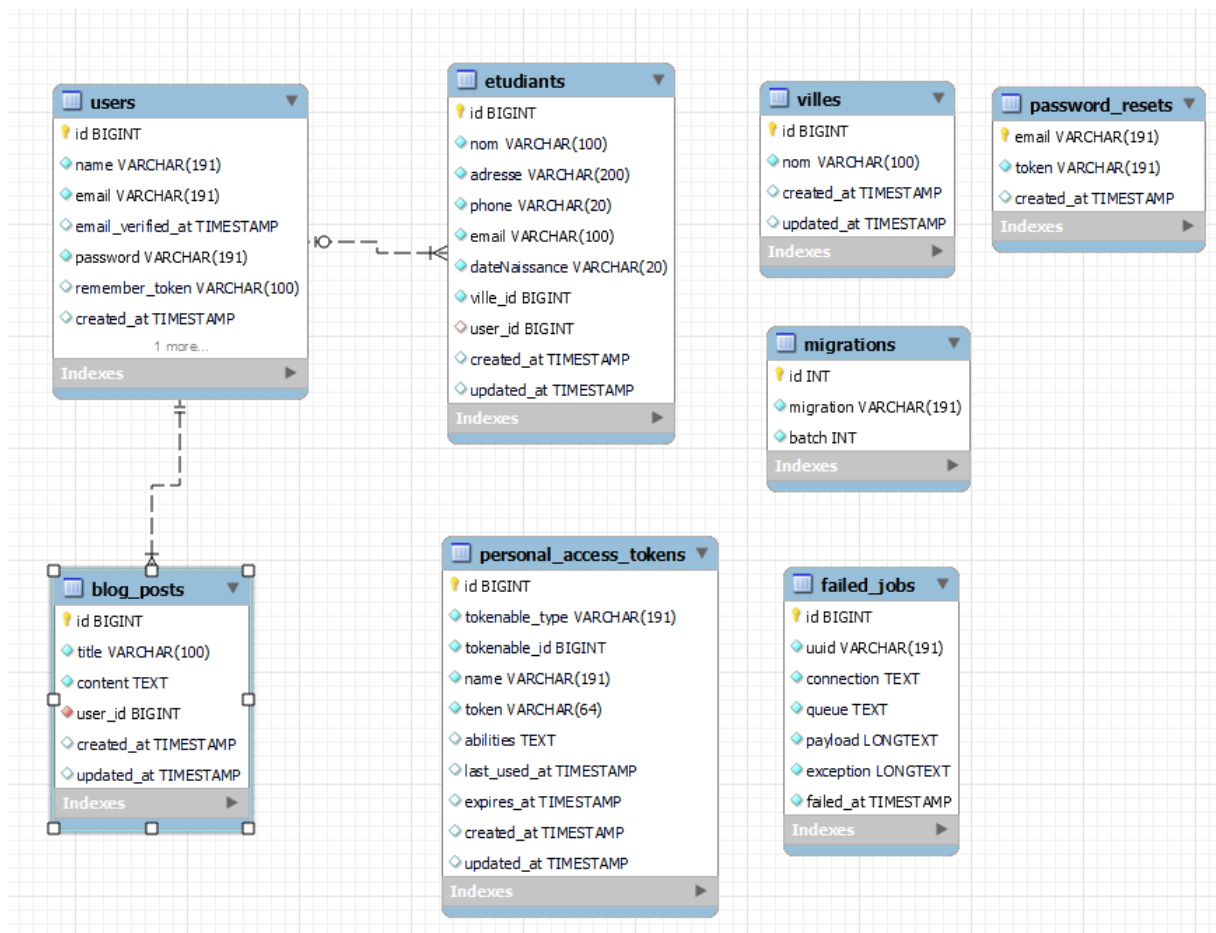 users
id BIGINT
name VARCHAR(191)
email VARCHAR(191)
email_verified_at TIMESTAMP
password VARCHAR(191)
remember_token VARCHAR(100)
created_at TIMESTAMP
1 more...
Indexes
etudiants
id BIGINT
nom VARCHAR(100)
adresse VARCHAR(200)
phone VARCHAR(20)
email VARCHAR(100)
dateNaissance VARCHAR(20)
ville_id BIGINT
user_id BIGINT
created_at TIMESTAMP
updated_at TIMESTAMP
Indexes
villes
id BIGINT
nom VARCHAR(100)
created_at TIMESTAMP
updated_at TIMESTAMP
Indexes
password_resets
email VARCHAR(191)
token VARCHAR(191)
created_at TIMESTAMP
Indexes
migrations
id INT
migration VARCHAR(191)
batch INT
Indexes
blog_posts
id BIGINT
title VARCHAR(100)
content TEXT
user_id BIGINT
created_at TIMESTAMP
updated_at TIMESTAMP
Indexes
personal_access_tokens
id BIGINT
tokenable_type VARCHAR(191)
tokenable_id BIGINT
name VARCHAR(191)
token VARCHAR(64)
abilities TEXT
last_used_at TIMESTAMP
expires_at TIMESTAMP
created_at TIMESTAMP
updated_at TIMESTAMP
Indexes
failed_jobs
id BIGINT
uuid VARCHAR(191)
connection TEXT
queue TEXT
payload LONGTEXT
exception LONGTEXT
failed_at TIMESTAMP
Indexes